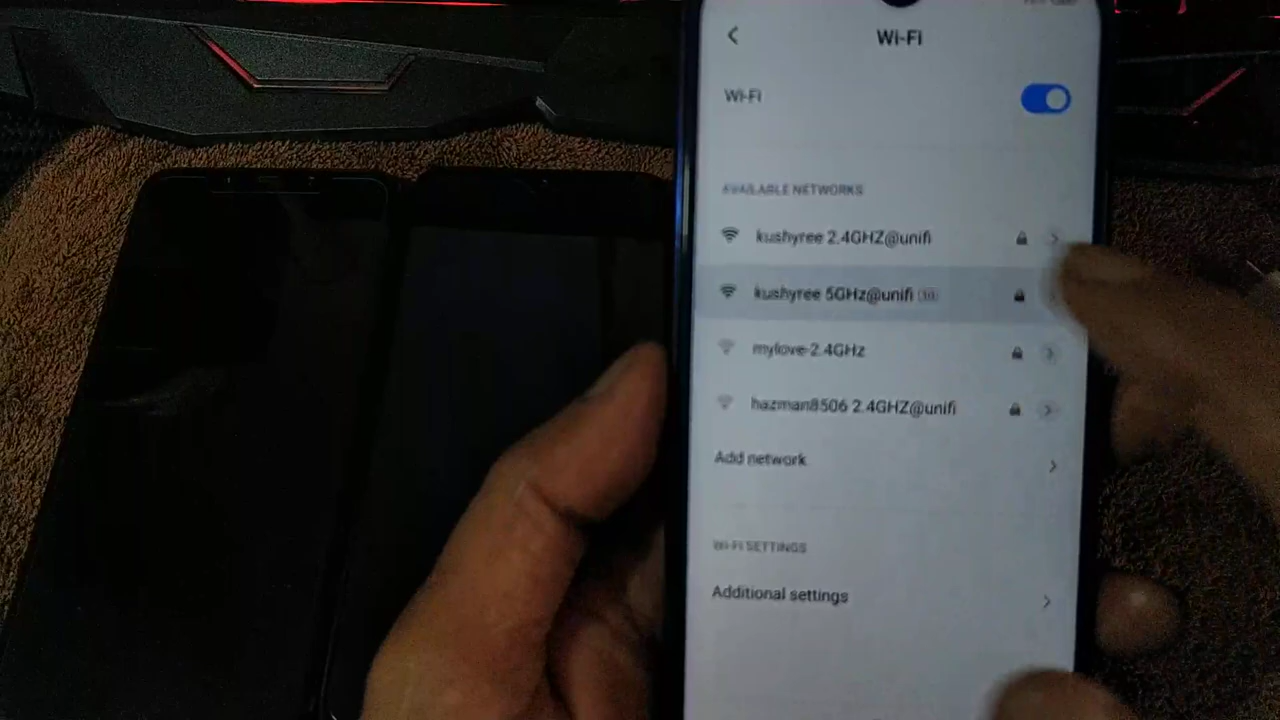 Wi-Fi
Wi-Fi
AVAILABLE NETWORKS
kushyree 2.4GHZ@unifi
kushyree 5GHz@unifi
mylove-2.4GHz
hazman8506 2.4GHZ@unifi
Add network
WI-FI SETTINGS
Additional settings